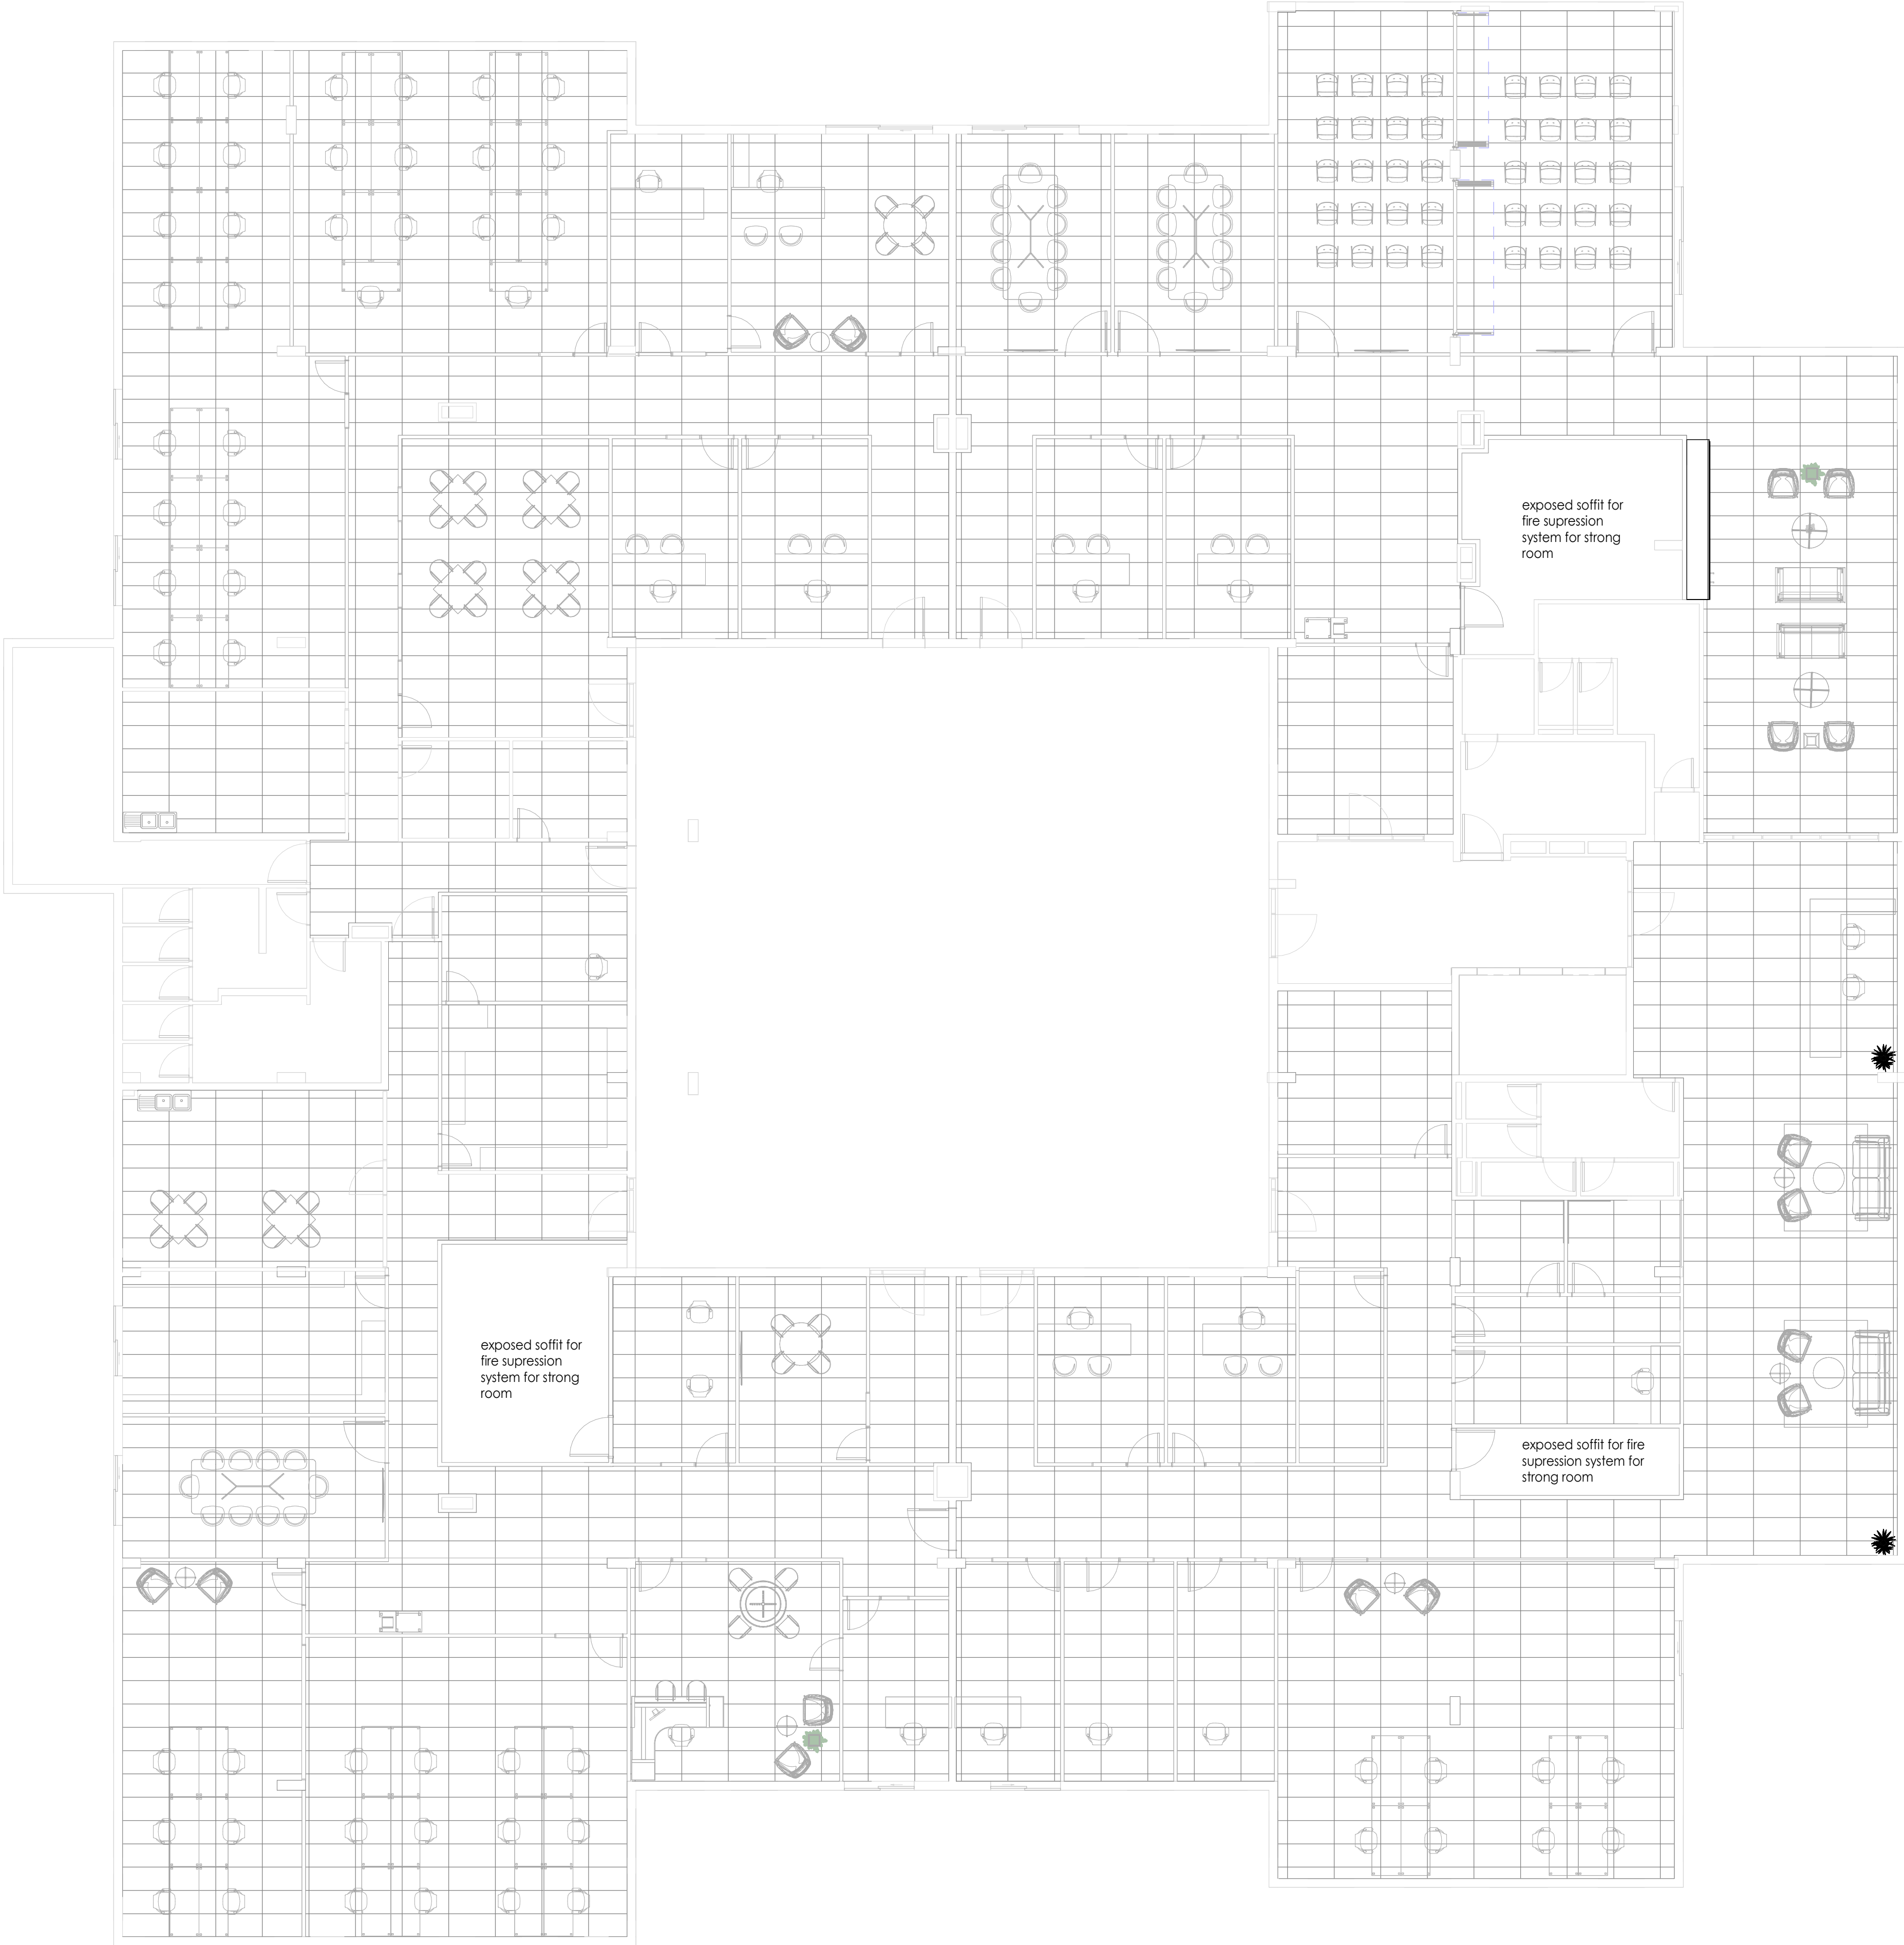 exposed soffit for
fire supression
system for strong
room
exposed soffit for
fire supression
system for strong
room
exposed soffit for fire
supression system for
strong room